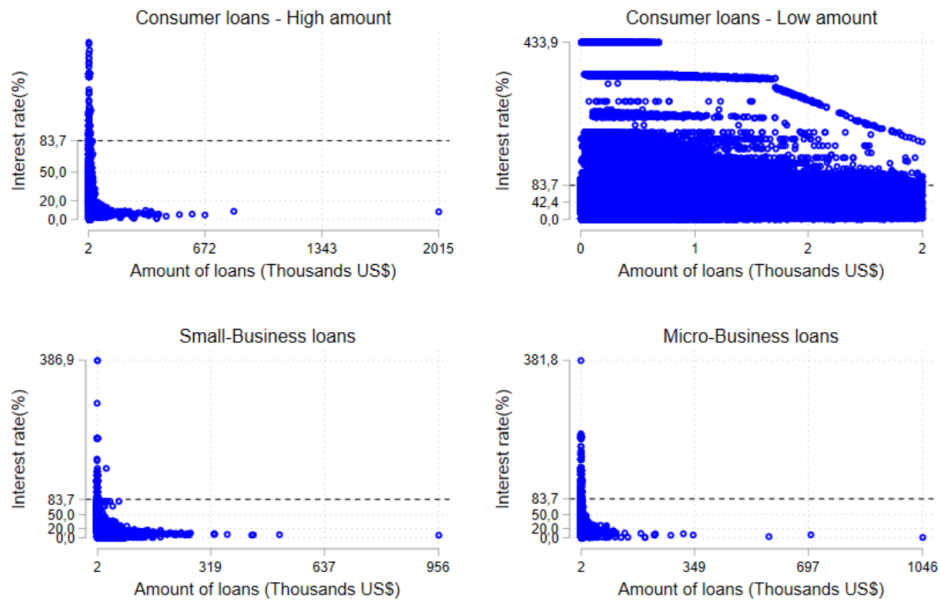 Consumer loans - High amount
Interest rate(%)
83,7
50,0
20,0
0,0
2 672 1343 2015
Amount of loans (Thousands US$)
Consumer loans - Low amount
Interest rate(%)
433,9
83,7
42,4
0,0
0 1 2 2
Amount of loans (Thousands US$)
Small-Business loans
Interest rate(%)
386,9
83,7
50,0
20,0
0,0
2 319 637 956
Amount of loans (Thousands US$)
Micro-Business loans
Interest rate(%)
381,8
83,7
50,0
20,0
0,0
2 349 697 1046
Amount of loans (Thousands US$)